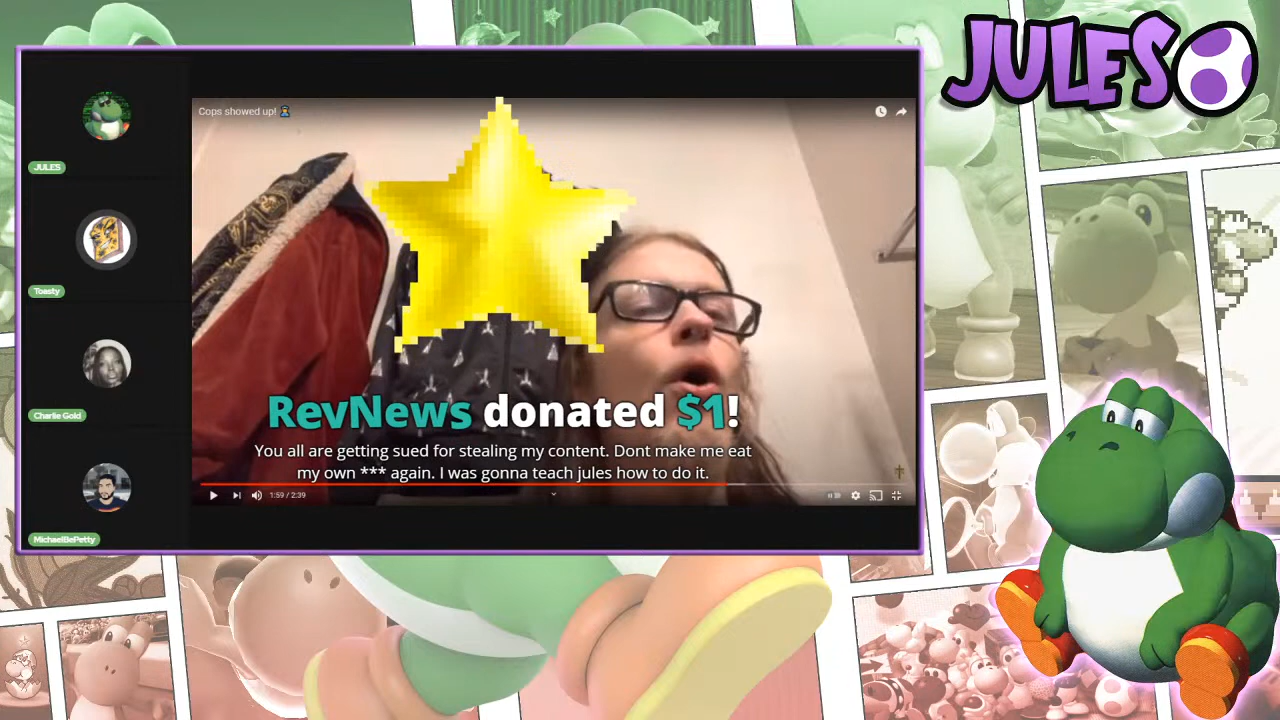 JULES
Cops showed up!
JULES
Toasty
Charlie Gold
MichaelBePetty
RevNews donated $1!
You all are getting sued for stealing my content. Dont make me eat
my own *** again. I was gonna teach jules how to do it.
1:59 / 2:39